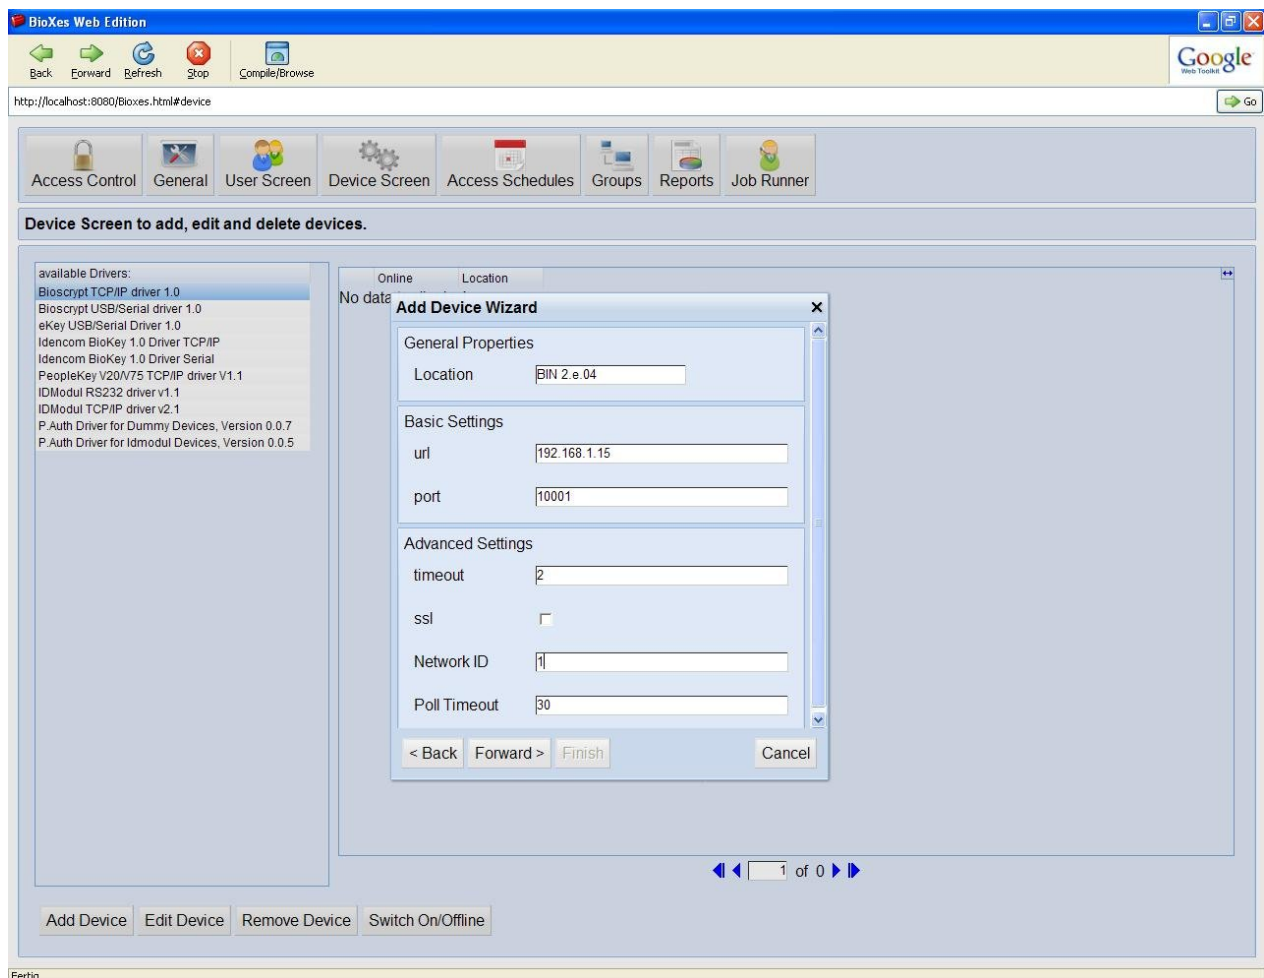 BioXes Web Edition
Back Forward Refresh Stop Compile/Browse
Google
Web Toolkit
http://localhost:8080/Bioxes.html#device
Go
Access Control General User Screen Device Screen Access Schedules Groups Reports Job Runner
Device Screen to add, edit and delete devices.
available Drivers:
Bioscrypt TCP/IP driver 1.0
Bioscrypt USB/Serial driver 1.0
eKey USB/Serial Driver 1.0
Idencom BioKey 1.0 Driver TCP/IP
Idencom BioKey 1.0 Driver Serial
PeopleKey V20/V75 TCP/IP driver V1.1
IDModul RS232 driver v1.1
IDModul TCP/IP driver v2.1
P.Auth Driver for Dummy Devices, Version 0.0.7
P.Auth Driver for Idmodul Devices, Version 0.0.5
Online Location
No data
Add Device Wizard
General Properties
Location BIN 2.e.04
Basic Settings
url 192.168.1.15
port 10001
Advanced Settings
timeout 2
ssl
Network ID 1
Poll Timeout 30
< Back Forward > Finish Cancel
1 of 0
Add Device Edit Device Remove Device Switch On/Offline
Fertig